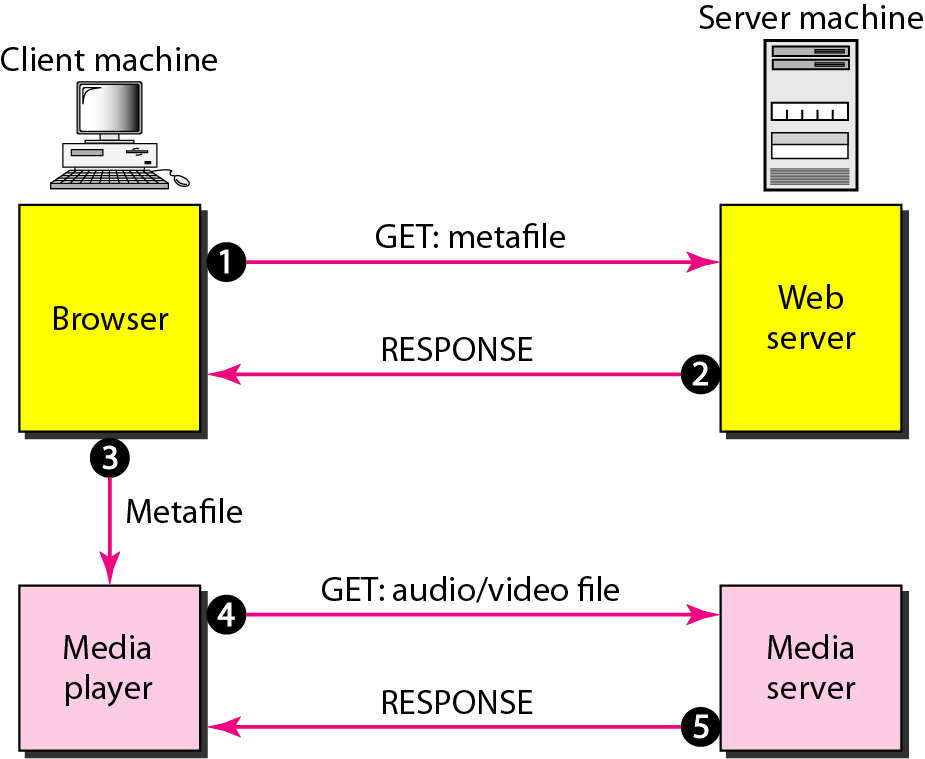 Server machine
Client machine
GET: metafile
1
Browser
Web
server
RESPONSE
2
3
Metafile
GET: audio/video file
4
Media
player
Media
server
RESPONSE
5